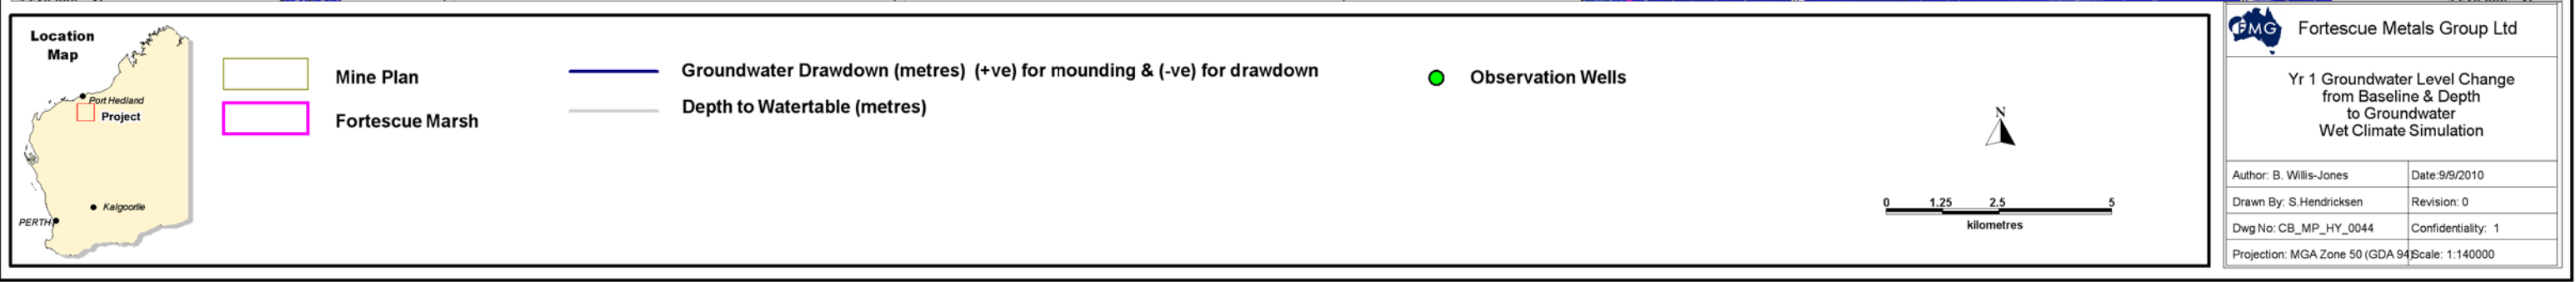 Location
Map
Port Hedland
Project
Kalgoorlie
PERTH
Mine Plan
Fortescue Marsh
Groundwater Drawdown (metres)  (+ve) for mounding & (-ve) for drawdown
Depth to Watertable (metres)
Observation Wells
N
0 1.25 2.5 5
kilometres
FMG
Fortescue Metals Group Ltd
Yr 1 Groundwater Level Change
from Baseline & Depth
to Groundwater
Wet Climate Simulation
Author: B. Willis-Jones
Date:9/9/2010
Drawn By: S.Hendricksen
Revision: 0
Dwg No: CB_MP_HY_0044
Confidentiality:  1
Projection: MGA Zone 50 (GDA 94)
Scale: 1:140000